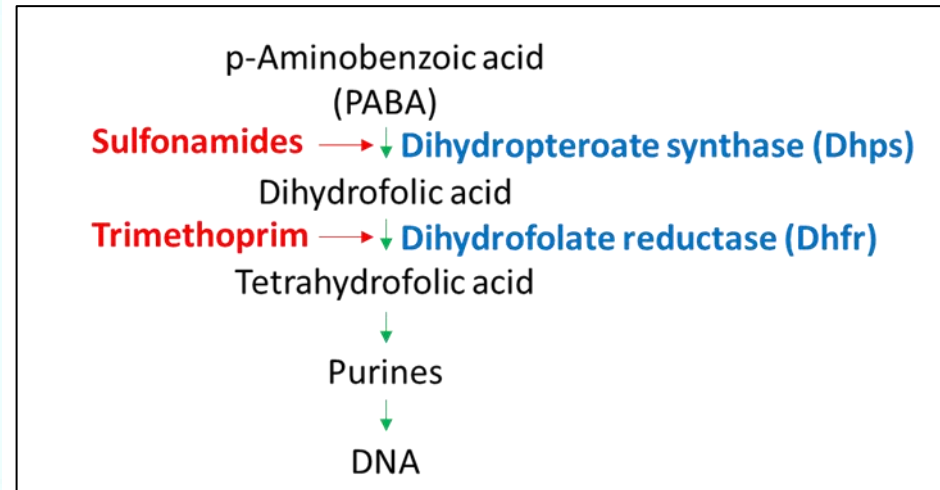 p-Aminobenzoic acid
(PABA)
Sulfonamides Dihydropteroate synthase (Dhps)
Dihydrofolic acid
Trimethoprim Dihydrofolate reductase (Dhfr)
Tetrahydrofolic acid
Purines
DNA